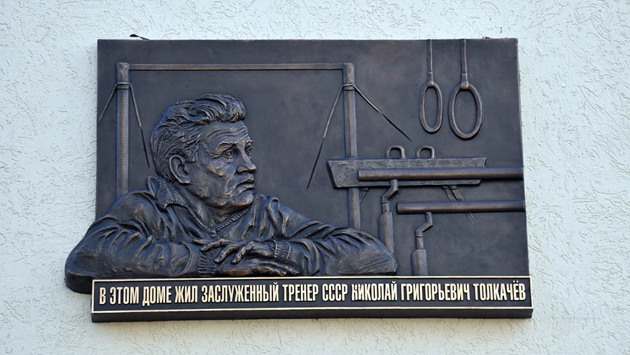 В ЭТОМ ДОМЕ ЖИЛ ЗАСЛУЖЕННЫЙ ТРЕНЕР СССР НИКОЛАЙ ГРИГОРЬЕВИЧ ТОЛКАЧЁВ